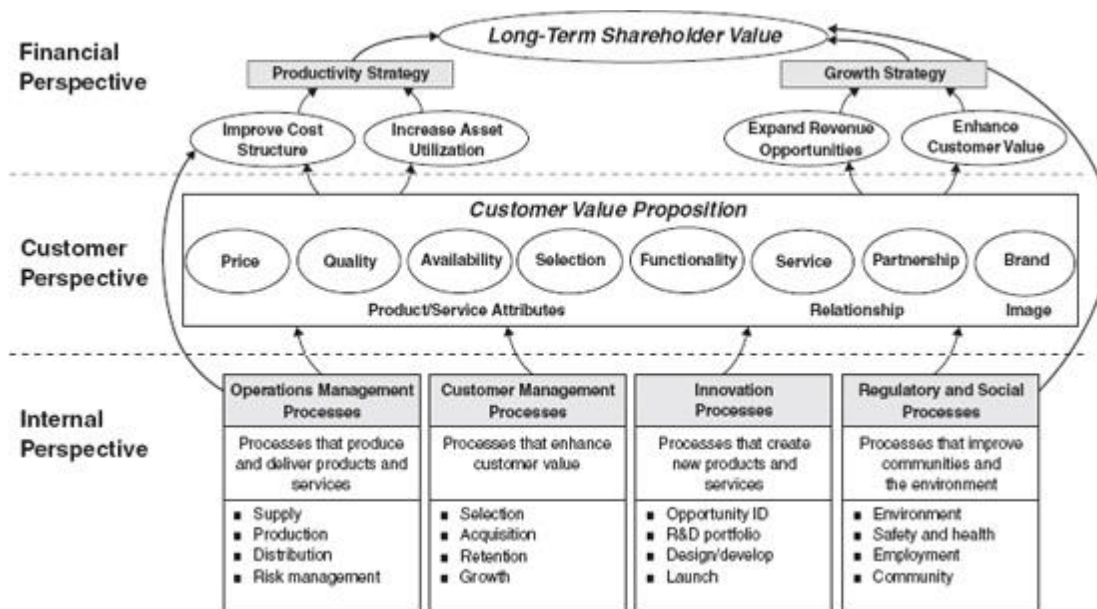 Financial
Perspective
Long-Term Shareholder Value
Productivity Strategy
Growth Strategy
Improve Cost
Structure
Increase Asset
Utilization
Expand Revenue
Opportunities
Enhance
Customer Value
Customer
Perspective
Customer Value Proposition
Price
Quality
Availability
Selection
Functionality
Service
Partnership
Brand
Product/Service Attributes
Relationship
Image
Internal
Perspective
Operations Management
Processes
Processes that produce
and deliver products and
services
■ Supply
■ Production
■ Distribution
■ Risk management
Customer Management
Processes
Processes that enhance
customer value
■ Selection
■ Acquisition
■ Retention
■ Growth
Innovation
Processes
Processes that create
new products and
services
■ Opportunity ID
■ R&D portfolio
■ Design/develop
■ Launch
Regulatory and Social
Processes
Processes that improve
communities and
the environment
■ Environment
■ Safety and health
■ Employment
■ Community